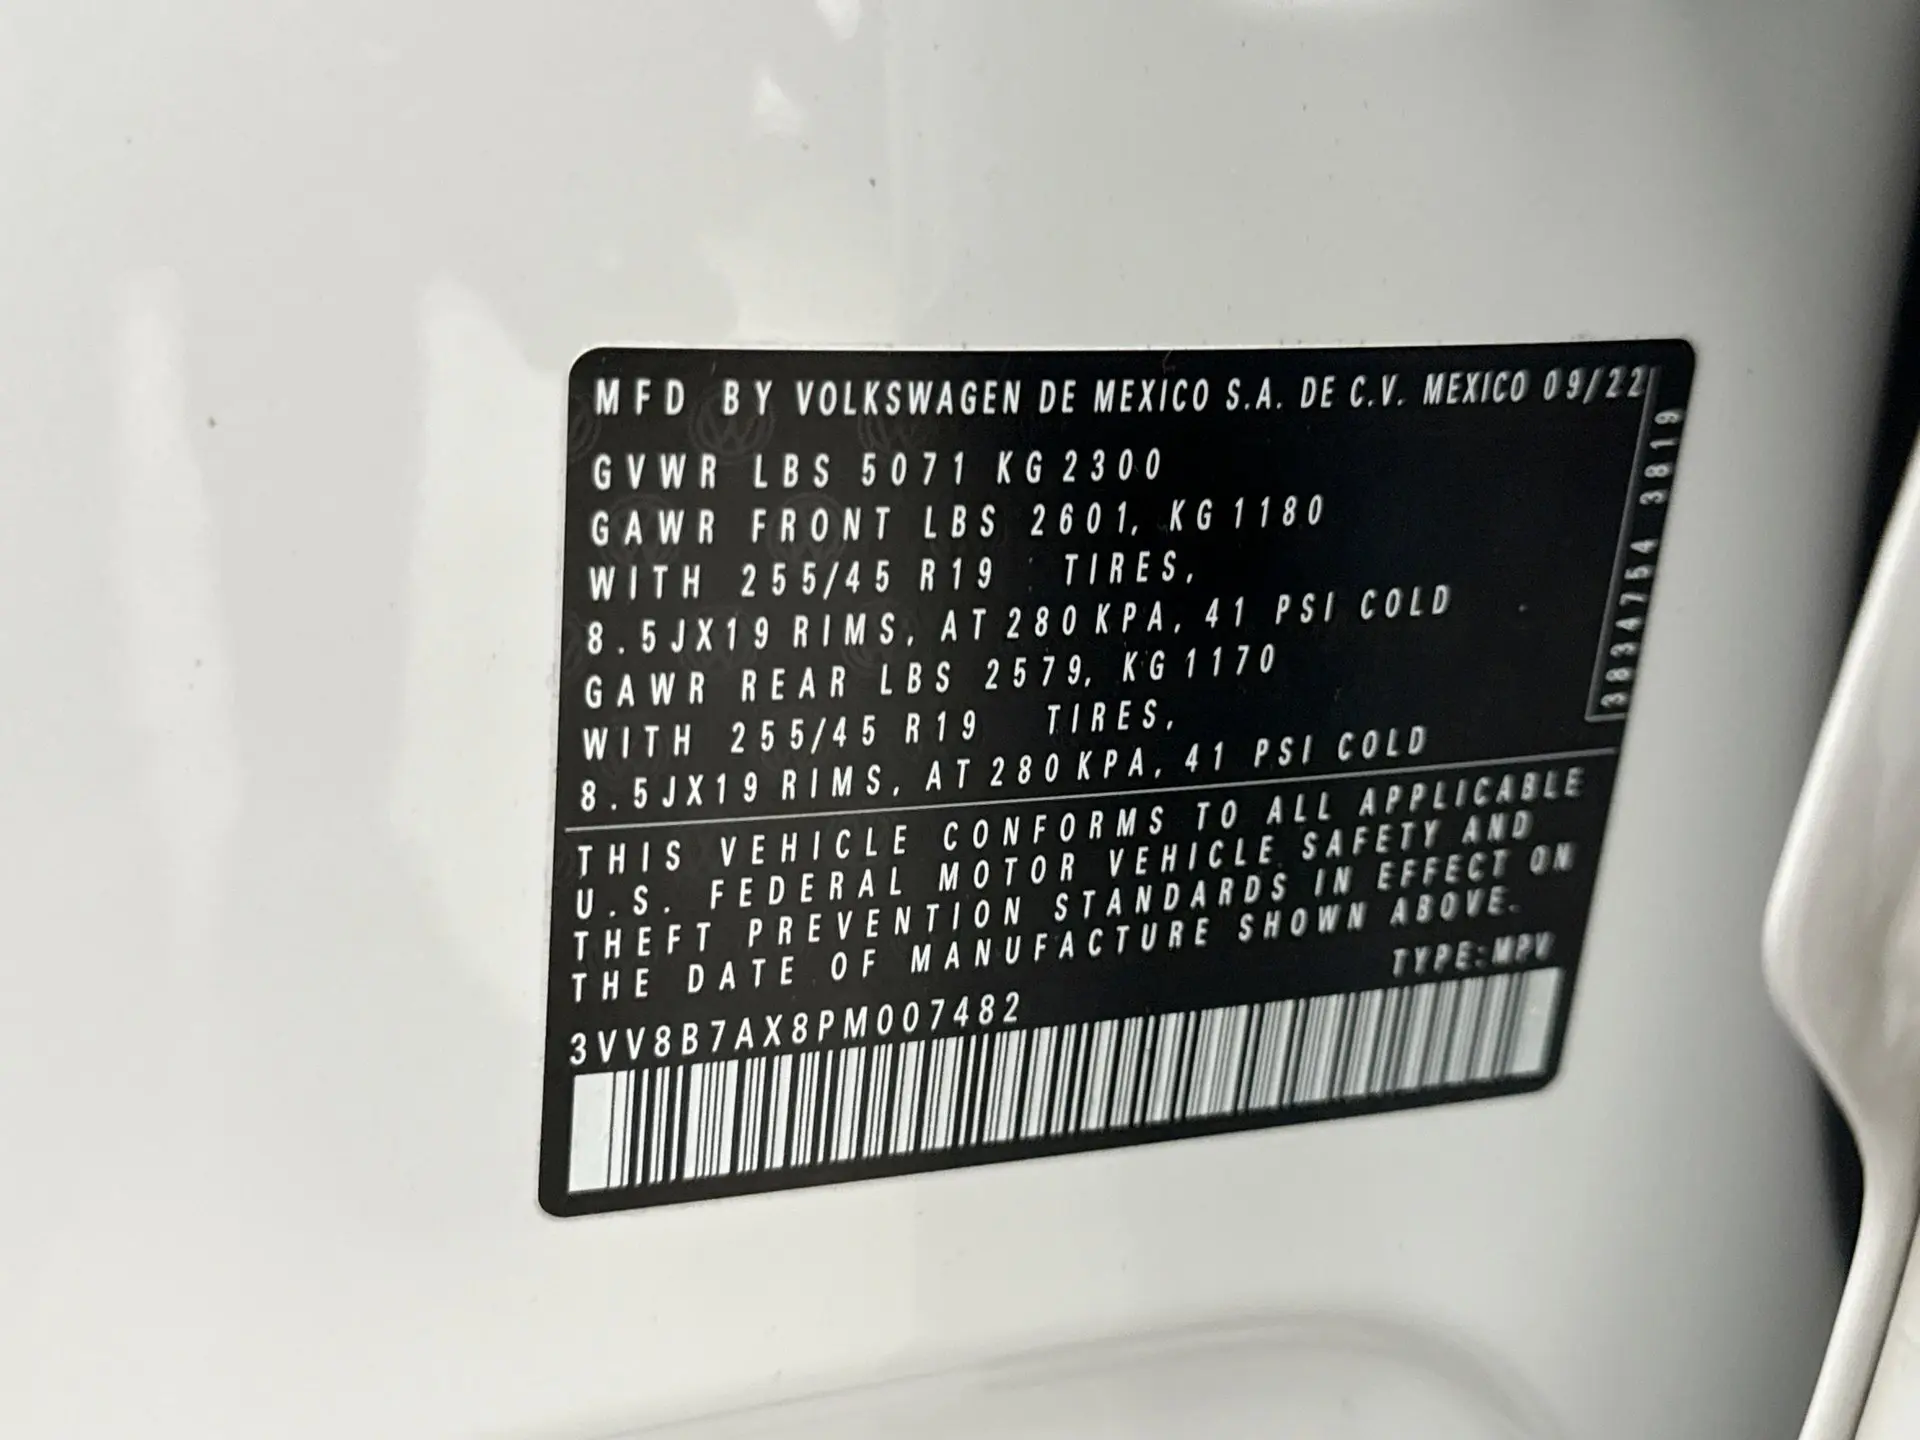 MFD BY VOLKSWAGEN DE MEXICO S.A. DE C.V. MEXICO 09/22
GVWR LBS 5071 KG 2300
GAWR FRONT LBS 2601, KG 1180
WITH 255/45 R19 TIRES,
8.5JX19 RIMS, AT 280 KPA, 41 PSI COLD
GAWR REAR LBS 2579, KG 1170
WITH 255/45 R19 TIRES,
8.5JX19 RIMS, AT 280 KPA, 41 PSI COLD
38834754 3819
THIS VEHICLE CONFORMS TO ALL APPLICABLE
U.S. FEDERAL MOTOR VEHICLE SAFETY AND
THEFT PREVENTION STANDARDS IN EFFECT ON
THE DATE OF MANUFACTURE SHOWN ABOVE.
TYPE:MPV
3VV8B7AX8PM007482